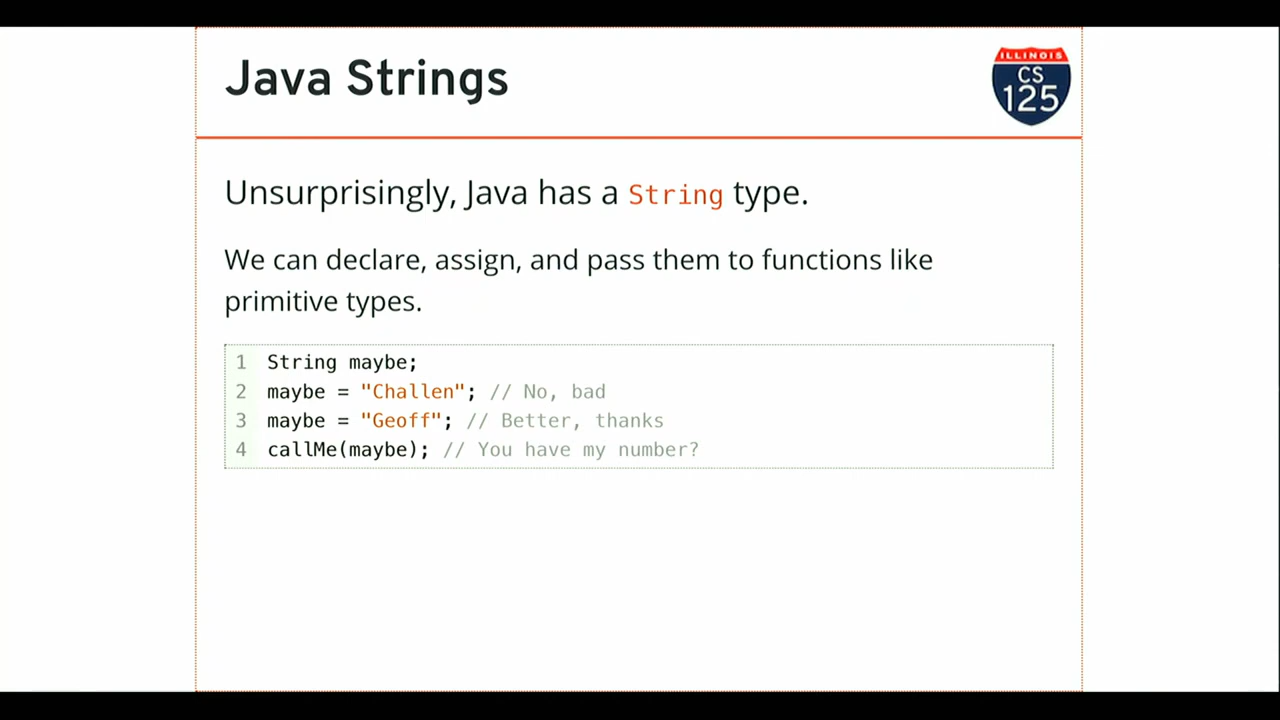 Java Strings
ILLINOIS
CS
125
Unsurprisingly, Java has a String type.
We can declare, assign, and pass them to functions like
primitive types.
1 String maybe;
2 maybe = "Challen"; // No, bad
3 maybe = "Geoff"; // Better, thanks
4 callMe(maybe); // You have my number?